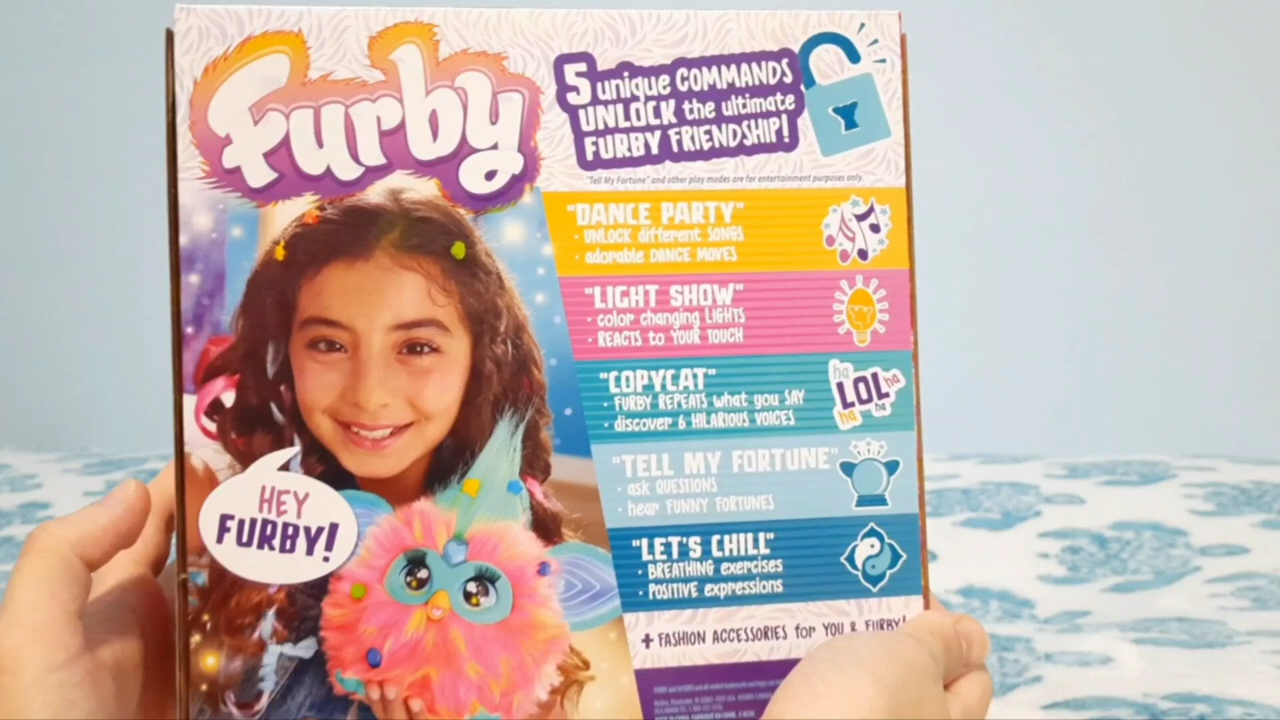 Furby
5 unique COMMANDS
UNLOCK the ultimate
FURBY FRIENDSHIP!
"Tell My Fortune" and other play modes are for entertainment purposes only.
"DANCE PARTY"
· UNLOCK different SONGS
· adorable DANCE MOVES
"LIGHT SHOW"
· color changing LIGHTS
· REACTS to YOUR TOUCH
"COPYCAT"
· FURBY REPEATS what you SAY
· discover 6 HILARIOUS VOICES
ha
LOL
ha
ha
ha
"TELL MY FORTUNE"
· ask QUESTIONS
· hear FUNNY FORTUNES
HEY
FURBY!
"LET'S CHILL"
· BREATHING exercises
· POSITIVE expressions
+ FASHION ACCESSORIES for YOU & FURBY!